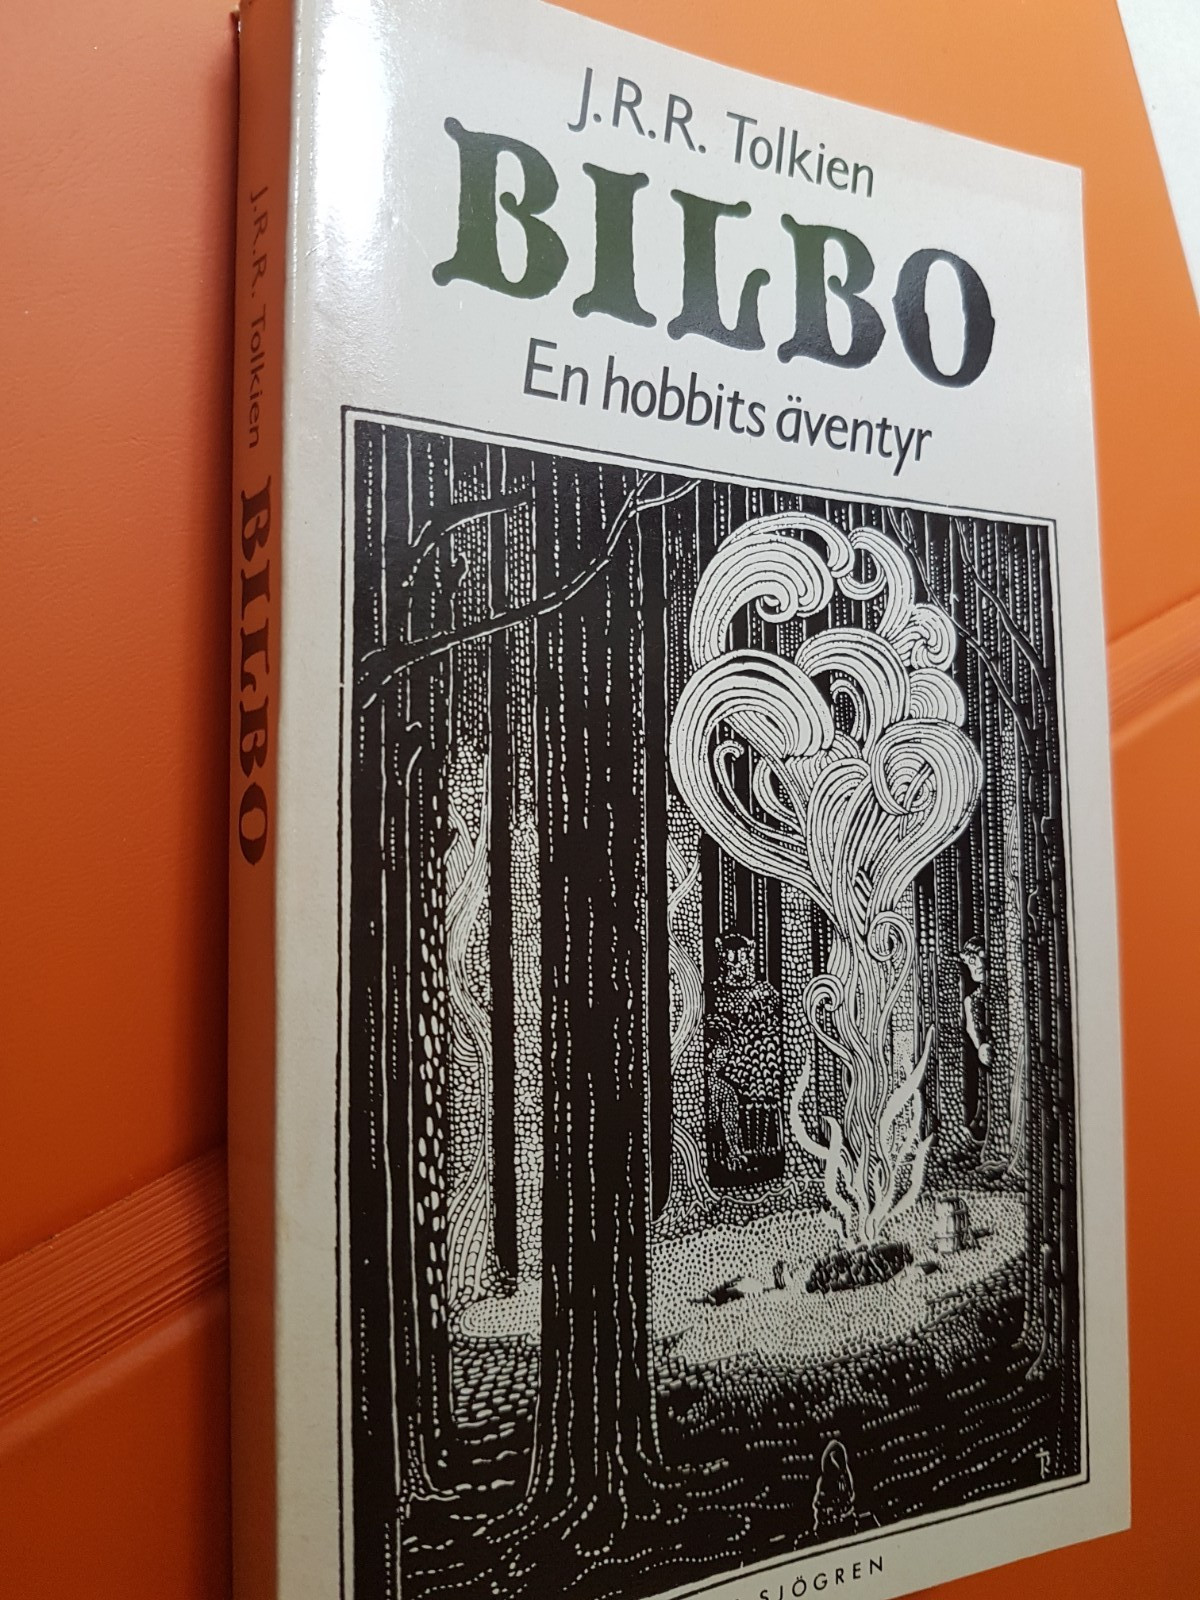 J.R.R. Tolkien
BILBO
En hobbits äventyr
SJÖGREN
J.R.R. Tolkien BILBO